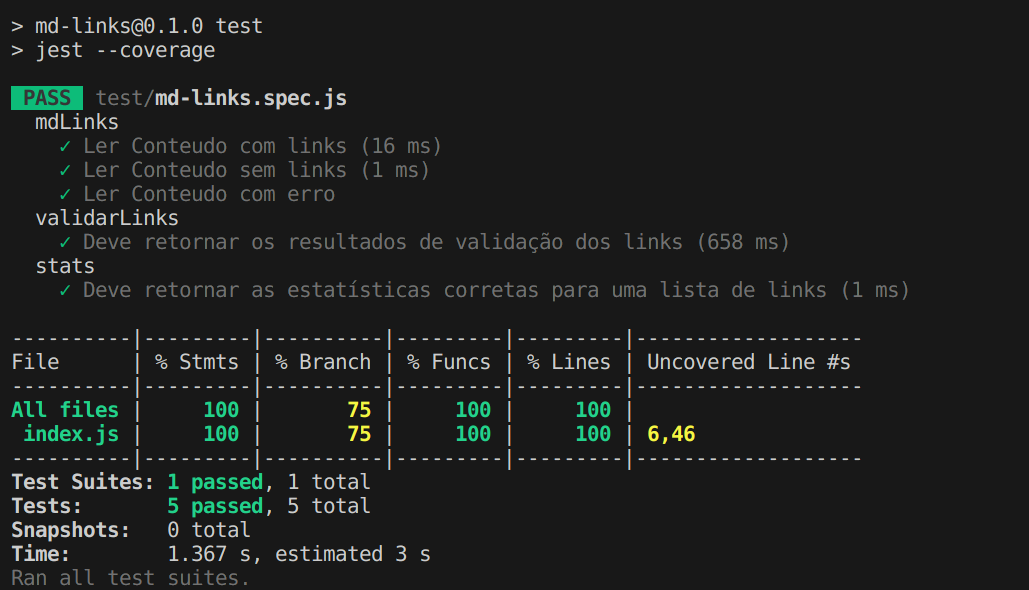 > md-links@0.1.0 test
> jest --coverage
PASS test/md-links.spec.js
mdLinks
✓ Ler Conteudo com links (16 ms)
✓ Ler Conteudo sem links (1 ms)
✓ Ler Conteudo com erro
validarLinks
✓ Deve retornar os resultados de validação dos links (658 ms)
stats
✓ Deve retornar as estatísticas corretas para uma lista de links (1 ms)
----------|---------|----------|---------|---------|-------------------
File      | % Stmts | % Branch | % Funcs | % Lines | Uncovered Line #s
----------|---------|----------|---------|---------|-------------------
All files |     100 |       75 |     100 |     100 |
 index.js |     100 |       75 |     100 |     100 | 6,46
----------|---------|----------|---------|---------|-------------------
Test Suites: 1 passed, 1 total
Tests:       5 passed, 5 total
Snapshots:   0 total
Time:        1.367 s, estimated 3 s
Ran all test suites.